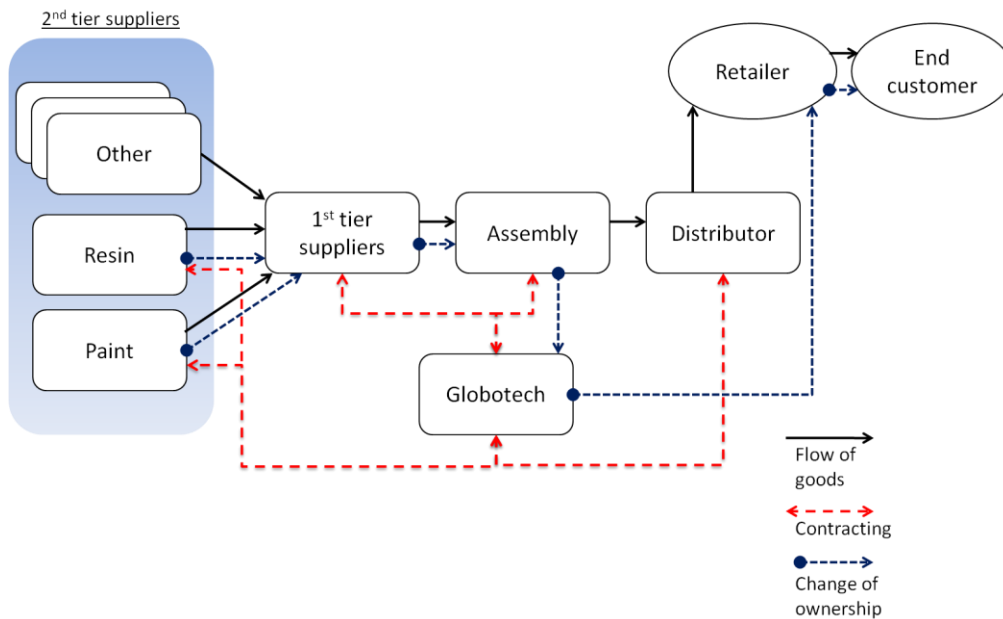 2nd tier suppliers
Other
Resin
Paint
1st tier
suppliers
Assembly
Distributor
Globotech
Retailer
End
customer
Flow of
goods
Contracting
Change of
ownership